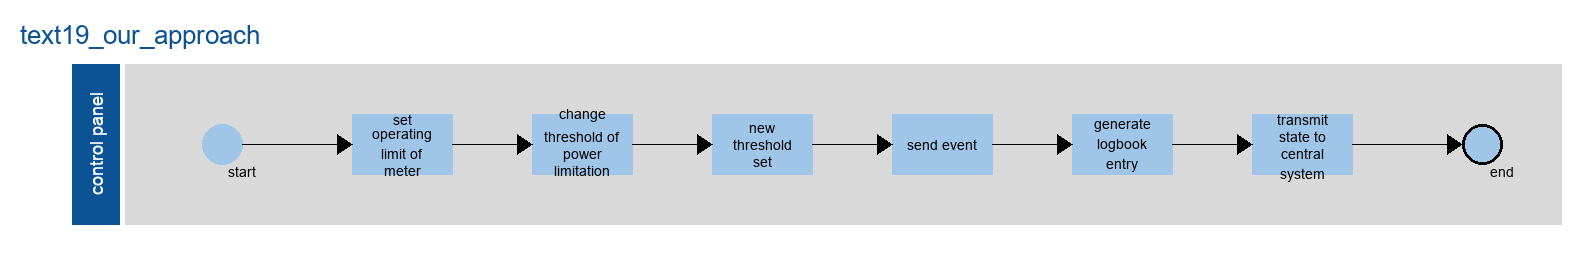 text19_our_approach
control panel
start
set
operating
limit of
meter
change
threshold of
power
limitation
new
threshold
set
send event
generate
logbook
entry
transmit
state to
central
system
end